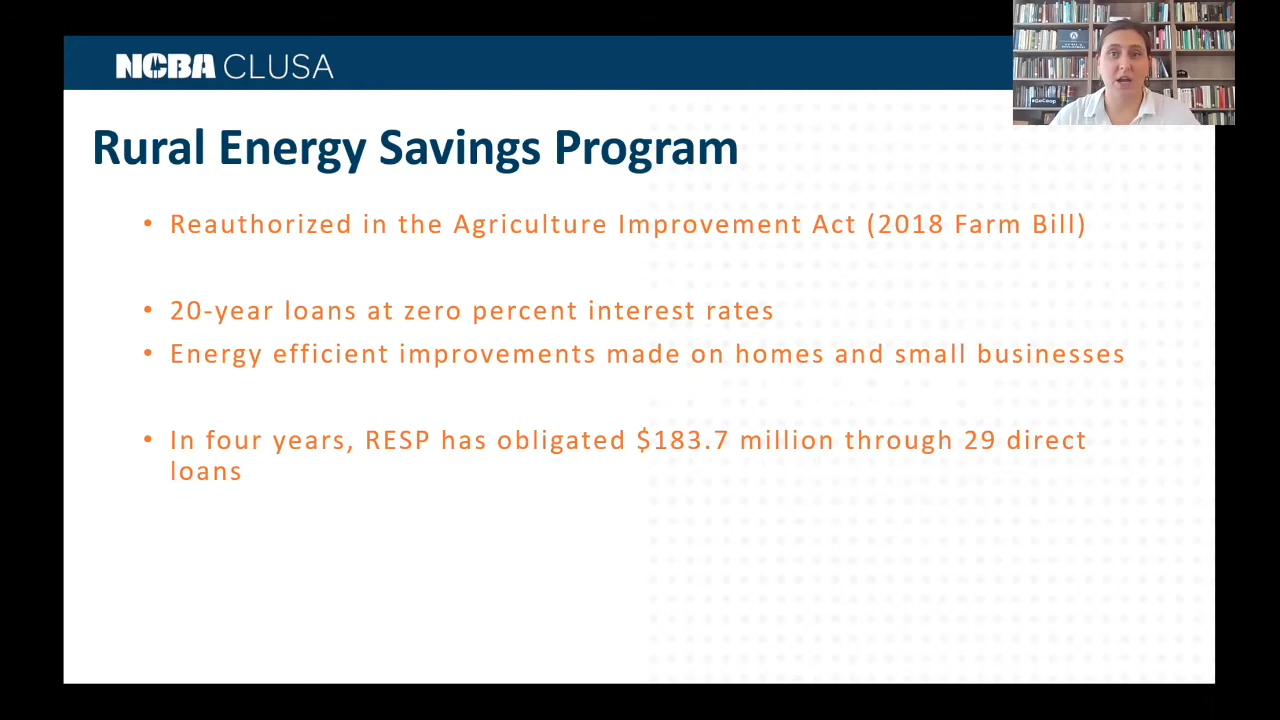 NCBA CLUSA
#GoCoop
Rural Energy Savings Program
• Reauthorized in the Agriculture Improvement Act (2018 Farm Bill)
• 20-year loans at zero percent interest rates
• Energy efficient improvements made on homes and small businesses
• In four years, RESP has obligated $183.7 million through 29 direct
loans